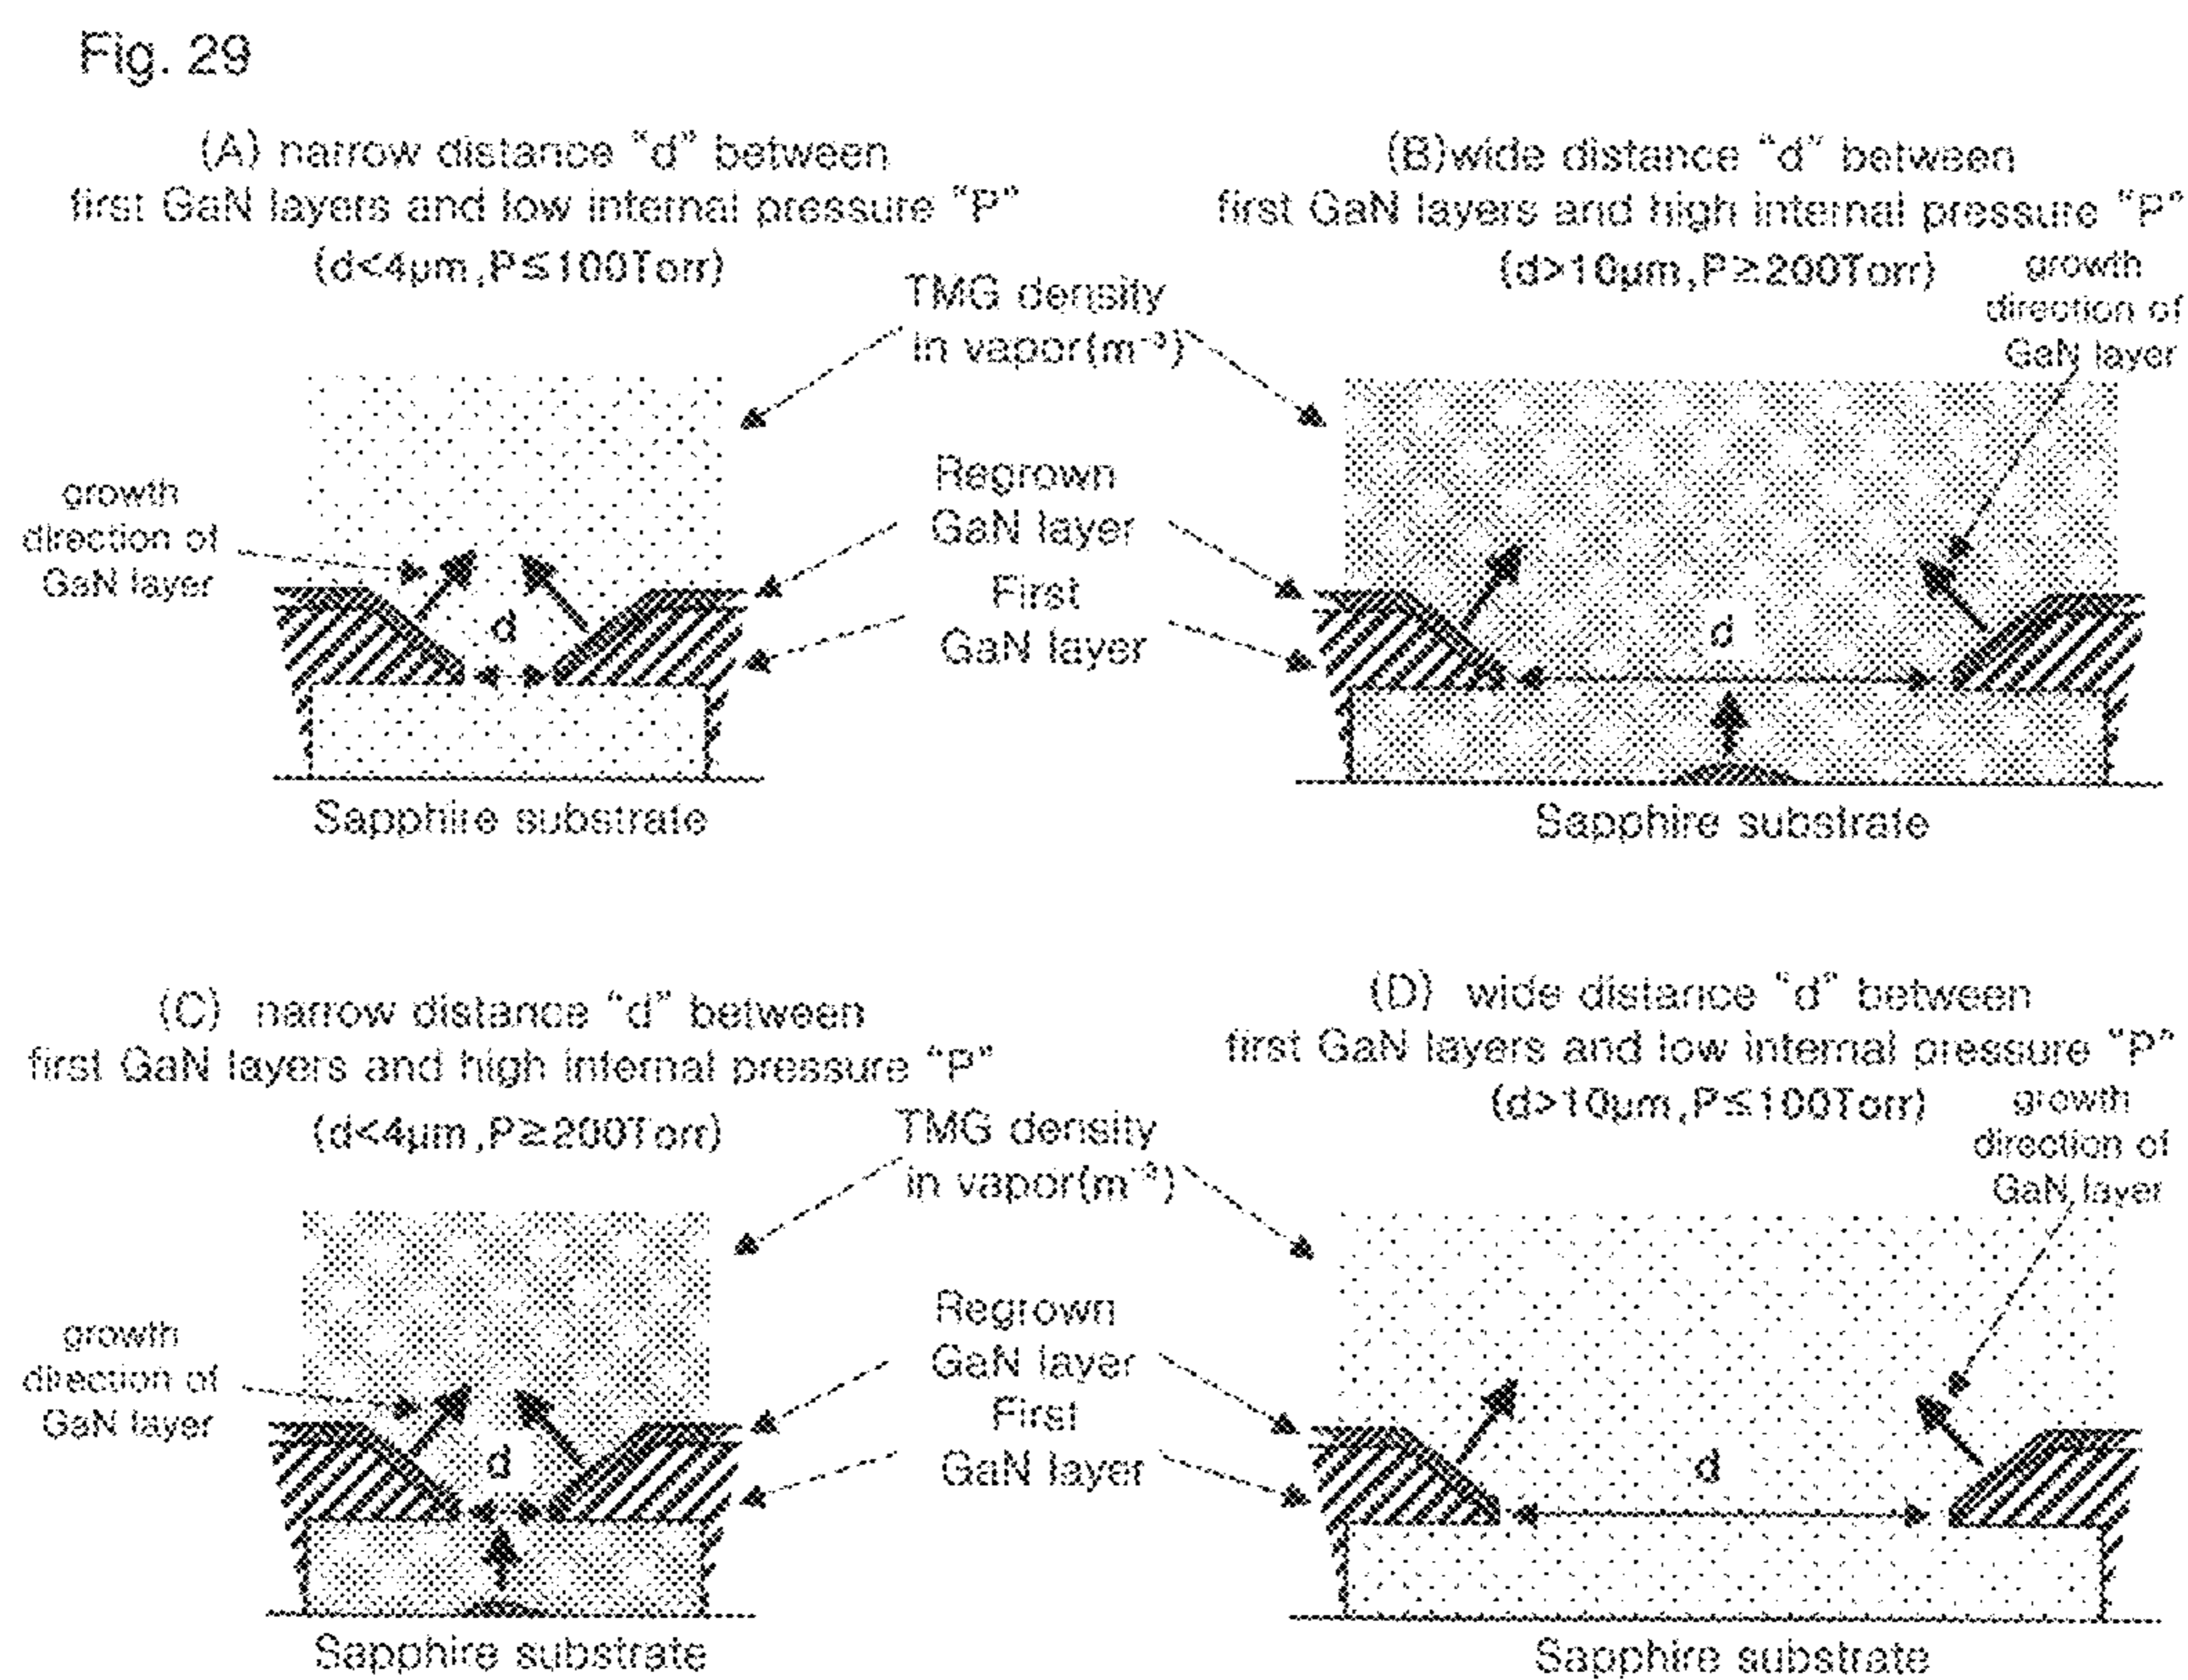 Fig. 29
(A) narrow distance "d" between
first GaN layers and low internal pressure "P"
(d<4μm,P≤100Torr)
(B)wide distance "d" between
first GaN layers and high internal pressure "P"
(d>10μm,P≥200Torr)
growth
direction of
GaN layer
TMG density
in vapor(m⁻³)
growth
direction of
GaN layer
Regrown
GaN layer
First
GaN layer
d
d
Sapphire substrate
Sapphire substrate
(C) narrow distance "d" between
first GaN layers and high internal pressure "P"
(d<4μm,P≥200Torr)
(D) wide distance "d" between
first GaN layers and low internal pressure "P"
(d>10μm,P≤100Torr)
growth
direction of
GaN layer
TMG density
in vapor(m⁻³)
growth
direction of
GaN layer
Regrown
GaN layer
First
GaN layer
d
d
Sapphire substrate
Sapphire substrate